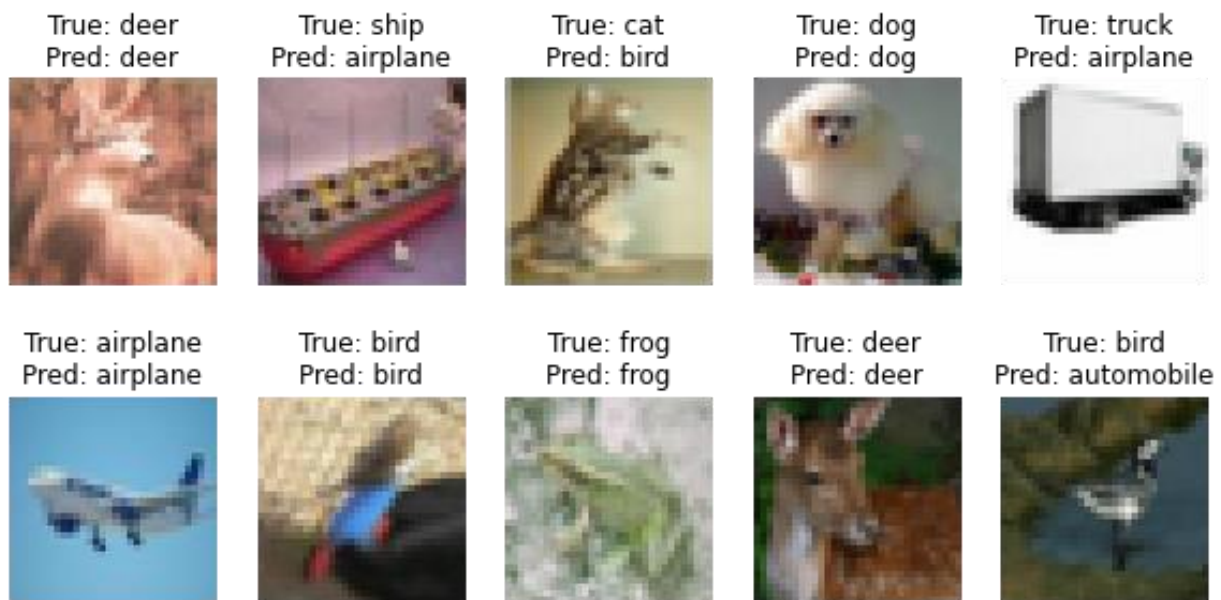 True: deer
Pred: deer
True: ship
Pred: airplane
True: cat
Pred: bird
True: dog
Pred: dog
True: truck
Pred: airplane
True: airplane
Pred: airplane
True: bird
Pred: bird
True: frog
Pred: frog
True: deer
Pred: deer
True: bird
Pred: automobile